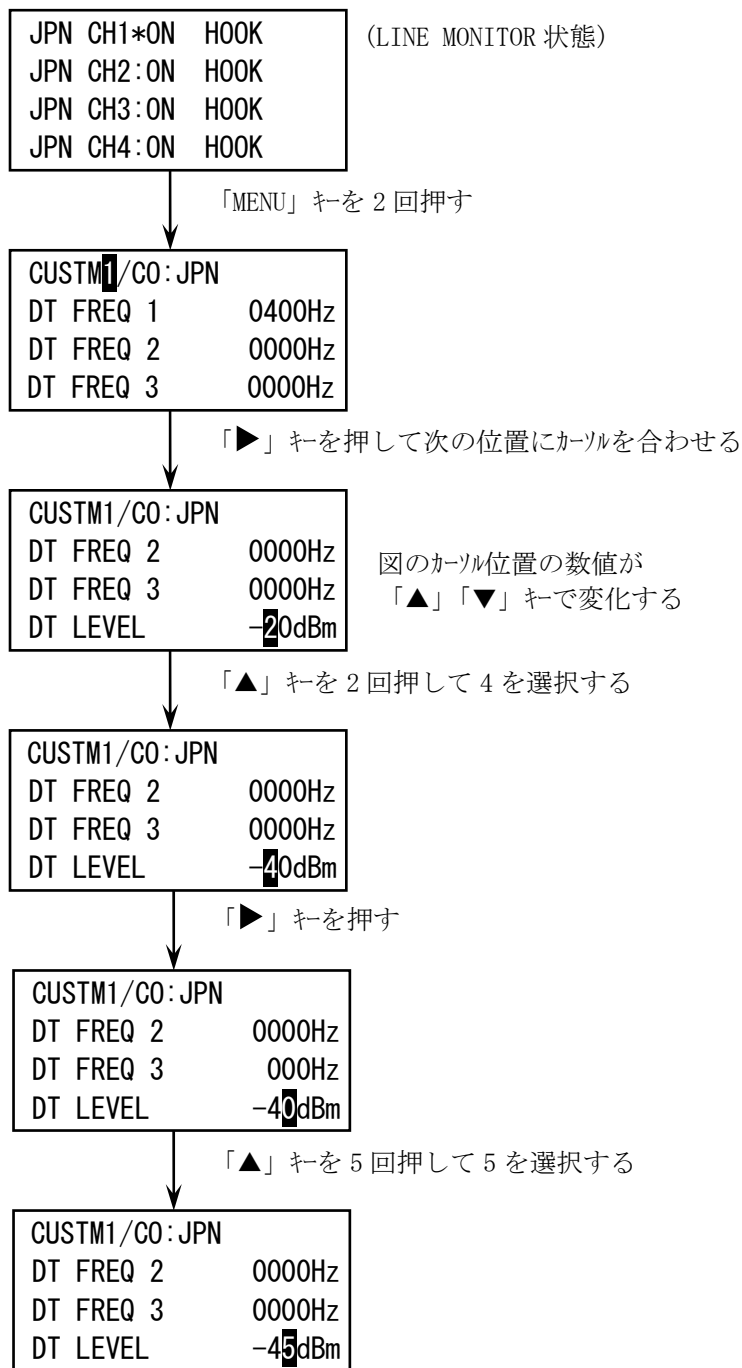 JPN CH1*ON HOOK
(LINE MONITOR 状態)
JPN CH2:ON HOOK
JPN CH3:ON HOOK
JPN CH4:ON HOOK
「MENU」キーを 2 回押す
CUSTM1/CO:JPN
DT FREQ 1 0400Hz
DT FREQ 2 0000Hz
DT FREQ 3 0000Hz
「▶」キーを押して次の位置にカーソルを合わせる
CUSTM1/CO:JPN
DT FREQ 2 0000Hz
DT FREQ 3 0000Hz
DT LEVEL -20dBm
図のカーソル位置の数値が
「▲」「▼」キーで変化する
「▲」キーを 2 回押して 4 を選択する
CUSTM1/CO:JPN
DT FREQ 2 0000Hz
DT FREQ 3 0000Hz
DT LEVEL -40dBm
「▶」キーを押す
CUSTM1/CO:JPN
DT FREQ 2 0000Hz
DT FREQ 3 000Hz
DT LEVEL -40dBm
「▲」キーを 5 回押して 5 を選択する
CUSTM1/CO:JPN
DT FREQ 2 0000Hz
DT FREQ 3 0000Hz
DT LEVEL -45dBm